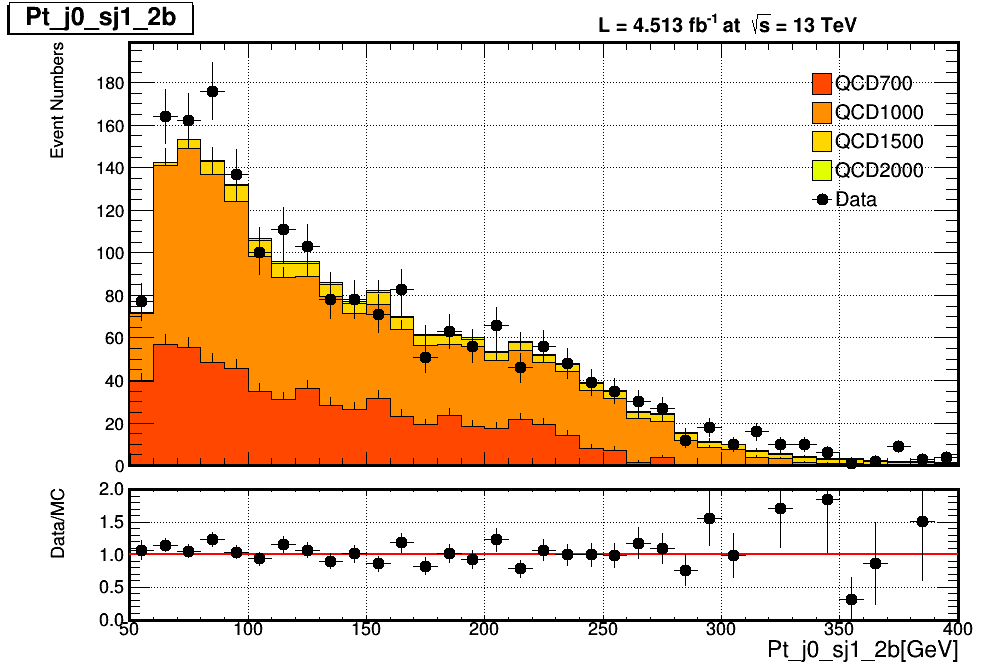 Pt_j0_sj1_2b
L = 4.513 fb⁻¹ at √s = 13 TeV
Event Numbers
180
160
140
120
100
80
60
40
20
0
QCD700
QCD1000
QCD1500
QCD2000
Data
Data/MC
2.0
1.5
1.0
0.5
0.0
50 100 150 200 250 300 350 400
Pt_j0_sj1_2b[GeV]